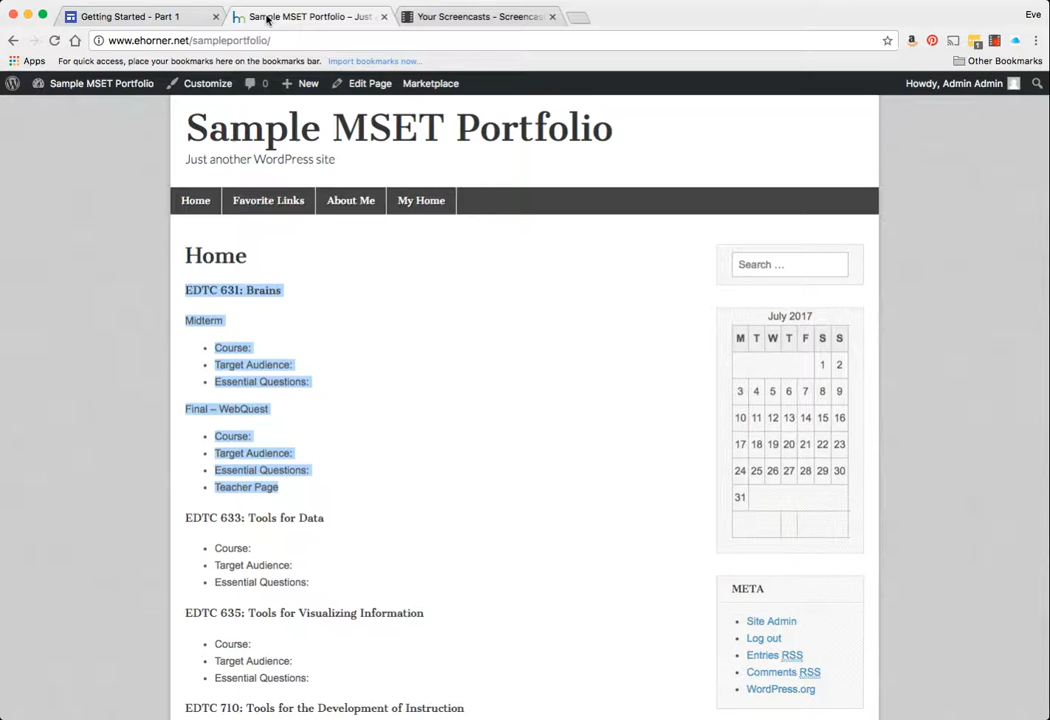 Getting Started - Part 1
Sample MSET Portfolio – Just
Your Screencasts - Screencas
Eve
www.ehorner.net/sampleportfolio/
Apps
For quick access, place your bookmarks here on the bookmarks bar.
Import bookmarks now...
Other Bookmarks
Sample MSET Portfolio
Customize
0
New
Edit Page
Marketplace
Howdy, Admin Admin
Sample MSET Portfolio
Just another WordPress site
Home
Favorite Links
About Me
My Home
Home
EDTC 631: Brains
Midterm
Course:
Target Audience:
Essential Questions:
Final – WebQuest
Course:
Target Audience:
Essential Questions:
Teacher Page
EDTC 633: Tools for Data
Course:
Target Audience:
Essential Questions:
EDTC 635: Tools for Visualizing Information
Course:
Target Audience:
Essential Questions:
EDTC 710: Tools for the Development of Instruction
Search ...
July 2017
M T W T F S S
1 2
3 4 5 6 7 8 9
10 11 12 13 14 15 16
17 18 19 20 21 22 23
24 25 26 27 28 29 30
31
META
Site Admin
Log out
Entries RSS
Comments RSS
WordPress.org